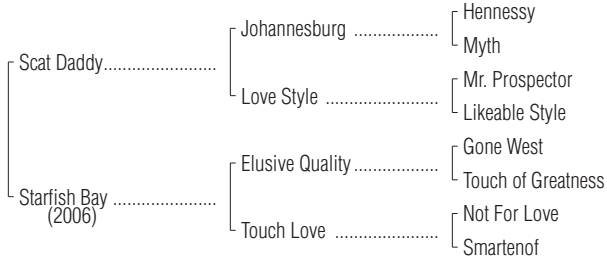 Hennessy
Johannesburg ..................
Myth
Scat Daddy........................
Mr. Prospector
Love Style ........................
Likeable Style
Gone West
Elusive Quality..................
Touch of Greatness
Starfish Bay ......................
(2006)
Not For Love
Touch Love ......................
Smartenof